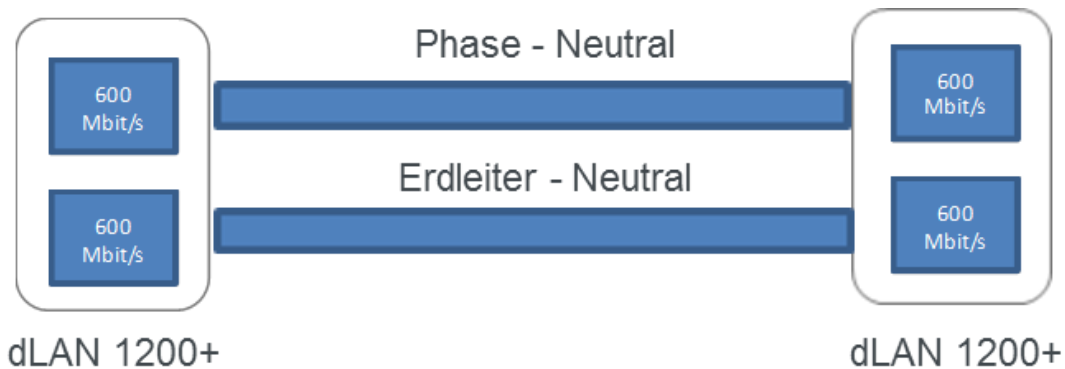 Phase - Neutral
600
Mbit/s
600
Mbit/s
Erdleiter - Neutral
600
Mbit/s
600
Mbit/s
dLAN 1200+
dLAN 1200+